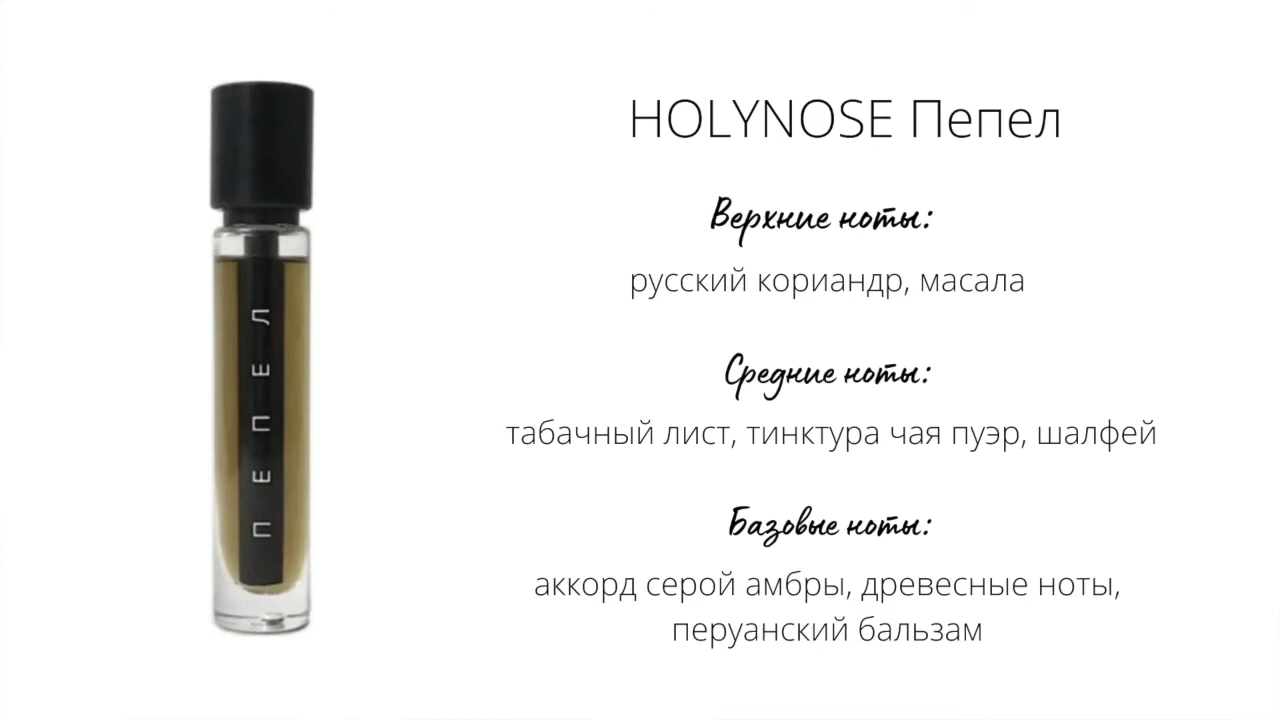 HOLYNOSE Пепел
Верхние ноты:
русский кориандр, масала
Средние ноты:
табачный лист, тинктура чая пуэр, шалфей
Базовые ноты:
аккорд серой амбры, древесные ноты,
перуанский бальзам
ПЕПЕЛ